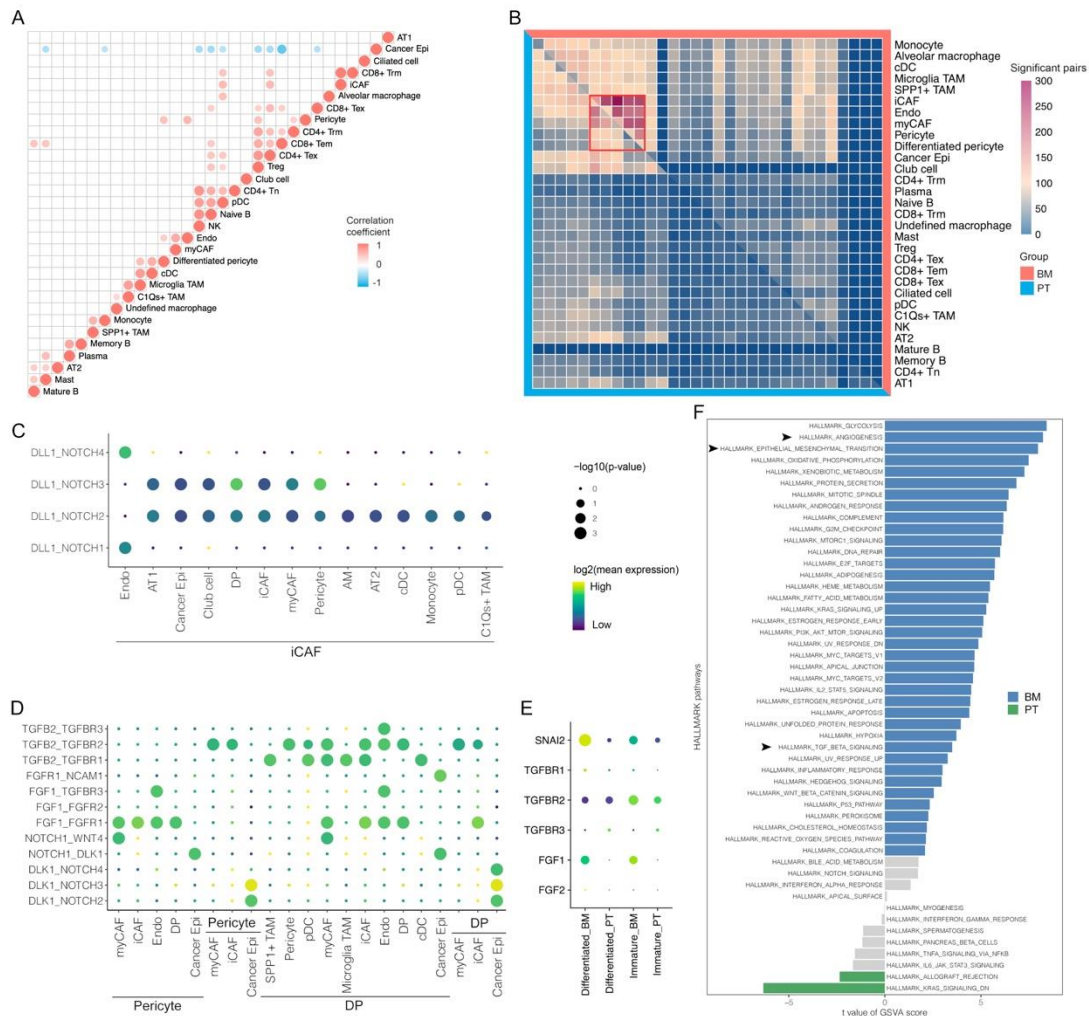 A
AT1
Cancer Epi
Ciliated cell
CD8+ Trm
iCAF
Alveolar macrophage
CD8+ Tex
Pericyte
CD4+ Trm
CD8+ Tem
CD4+ Tex
Treg
Club cell
CD4+ Tn
pDC
Naive B
NK
Endo
myCAF
Differentiated pericyte
cDC
Microglia TAM
C1Qs+ TAM
Undefined macrophage
Monocyte
SPP1+ TAM
Memory B
Plasma
AT2
Mast
Mature B
Correlation
coefficient
1
0
-1
B
Monocyte
Alveolar macrophage
cDC
Microglia TAM
SPP1+ TAM
iCAF
Endo
myCAF
Pericyte
Differentiated pericyte
Cancer Epi
Club cell
CD4+ Trm
Plasma
Naive B
CD8+ Trm
Undefined macrophage
Mast
Treg
CD4+ Tex
CD8+ Tem
CD8+ Tex
Ciliated cell
pDC
C1Qs+ TAM
NK
AT2
Mature B
Memory B
CD4+ Tn
AT1
Significant pairs
300
250
200
150
100
50
0
Group
BM
PT
C
DLL1_NOTCH4
DLL1_NOTCH3
DLL1_NOTCH2
DLL1_NOTCH1
Endo
AT1
Cancer Epi
Club cell
DP
iCAF
myCAF
Pericyte
AM
AT2
cDC
Monocyte
pDC
C1Qs+ TAM
iCAF
−log10(p-value)
0
1
2
3
log2(mean expression)
High
Low
D
TGFB2_TGFBR3
TGFB2_TGFBR2
TGFB2_TGFBR1
FGFR1_NCAM1
FGF1_TGFBR3
FGF1_FGFR2
FGF1_FGFR1
NOTCH1_WNT4
NOTCH1_DLK1
DLK1_NOTCH4
DLK1_NOTCH3
DLK1_NOTCH2
myCAF
iCAF
Endo
DP
Cancer Epi
Pericyte
myCAF
iCAF
Cancer Epi
SPP1+ TAM
Pericyte
pDC
myCAF
Microglia TAM
iCAF
Endo
DP
cDC
DP
myCAF
iCAF
Cancer Epi
Pericyte
DP
E
SNAI2
TGFBR1
TGFBR2
TGFBR3
FGF1
FGF2
Differentiated_BM
Differentiated_PT
Immature_BM
Immature_PT
F
HALLMARK pathways
HALLMARK_GLYCOLYSIS
HALLMARK_ANGIOGENESIS
HALLMARK_EPITHELIAL_MESENCHYMAL_TRANSITION
HALLMARK_OXIDATIVE_PHOSPHORYLATION
HALLMARK_XENOBIOTIC_METABOLISM
HALLMARK_PROTEIN_SECRETION
HALLMARK_MITOTIC_SPINDLE
HALLMARK_ANDROGEN_RESPONSE
HALLMARK_COMPLEMENT
HALLMARK_G2M_CHECKPOINT
HALLMARK_MTORC1_SIGNALING
HALLMARK_DNA_REPAIR
HALLMARK_E2F_TARGETS
HALLMARK_ADIPOGENESIS
HALLMARK_HEME_METABOLISM
HALLMARK_FATTY_ACID_METABOLISM
HALLMARK_KRAS_SIGNALING_UP
HALLMARK_ESTROGEN_RESPONSE_EARLY
HALLMARK_PI3K_AKT_MTOR_SIGNALING
HALLMARK_UV_RESPONSE_DN
HALLMARK_MYC_TARGETS_V1
HALLMARK_APICAL_JUNCTION
HALLMARK_MYC_TARGETS_V2
HALLMARK_IL2_STAT5_SIGNALING
HALLMARK_ESTROGEN_RESPONSE_LATE
HALLMARK_APOPTOSIS
HALLMARK_UNFOLDED_PROTEIN_RESPONSE
HALLMARK_HYPOXIA
HALLMARK_TGF_BETA_SIGNALING
HALLMARK_UV_RESPONSE_UP
HALLMARK_INFLAMMATORY_RESPONSE
HALLMARK_HEDGEHOG_SIGNALING
HALLMARK_WNT_BETA_CATENIN_SIGNALING
HALLMARK_P53_PATHWAY
HALLMARK_PEROXISOME
HALLMARK_CHOLESTEROL_HOMEOSTASIS
HALLMARK_REACTIVE_OXYGEN_SPECIES_PATHWAY
HALLMARK_COAGULATION
HALLMARK_BILE_ACID_METABOLISM
HALLMARK_NOTCH_SIGNALING
HALLMARK_INTERFERON_ALPHA_RESPONSE
HALLMARK_APICAL_SURFACE
HALLMARK_MYOGENESIS
HALLMARK_INTERFERON_GAMMA_RESPONSE
HALLMARK_SPERMATOGENESIS
HALLMARK_PANCREAS_BETA_CELLS
HALLMARK_TNFA_SIGNALING_VIA_NFKB
HALLMARK_IL6_JAK_STAT3_SIGNALING
HALLMARK_ALLOGRAFT_REJECTION
HALLMARK_KRAS_SIGNALING_DN
BM
PT
−5
0
5
t value of GSVA score